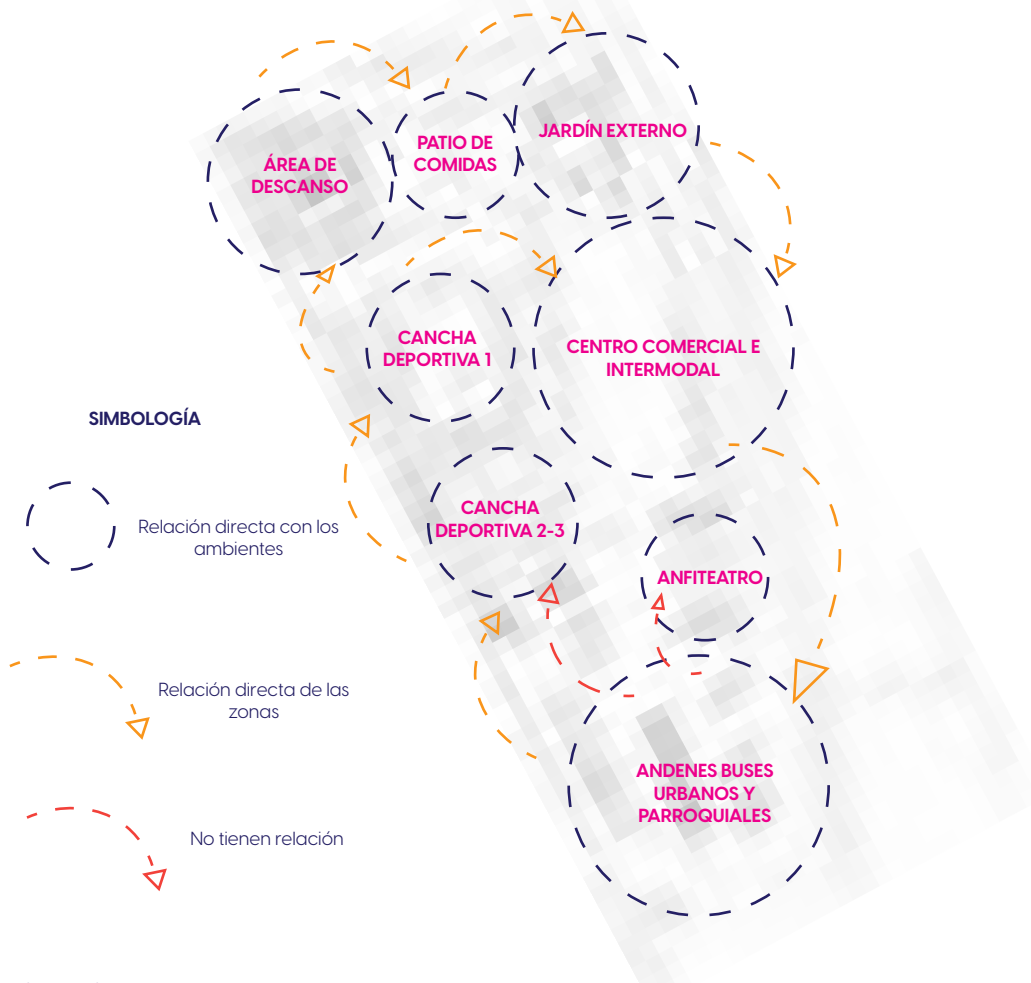 JARDÍN EXTERNO
PATIO DE
COMIDAS
ÁREA DE
DESCANSO
CANCHA
DEPORTIVA 1
CENTRO COMERCIAL E
INTERMODAL
SIMBOLOGÍA
Relación directa con los
ambientes
CANCHA
DEPORTIVA 2-3
ANFITEATRO
Relación directa de las
zonas
ANDENES BUSES
URBANOS Y
PARROQUIALES
No tienen relación